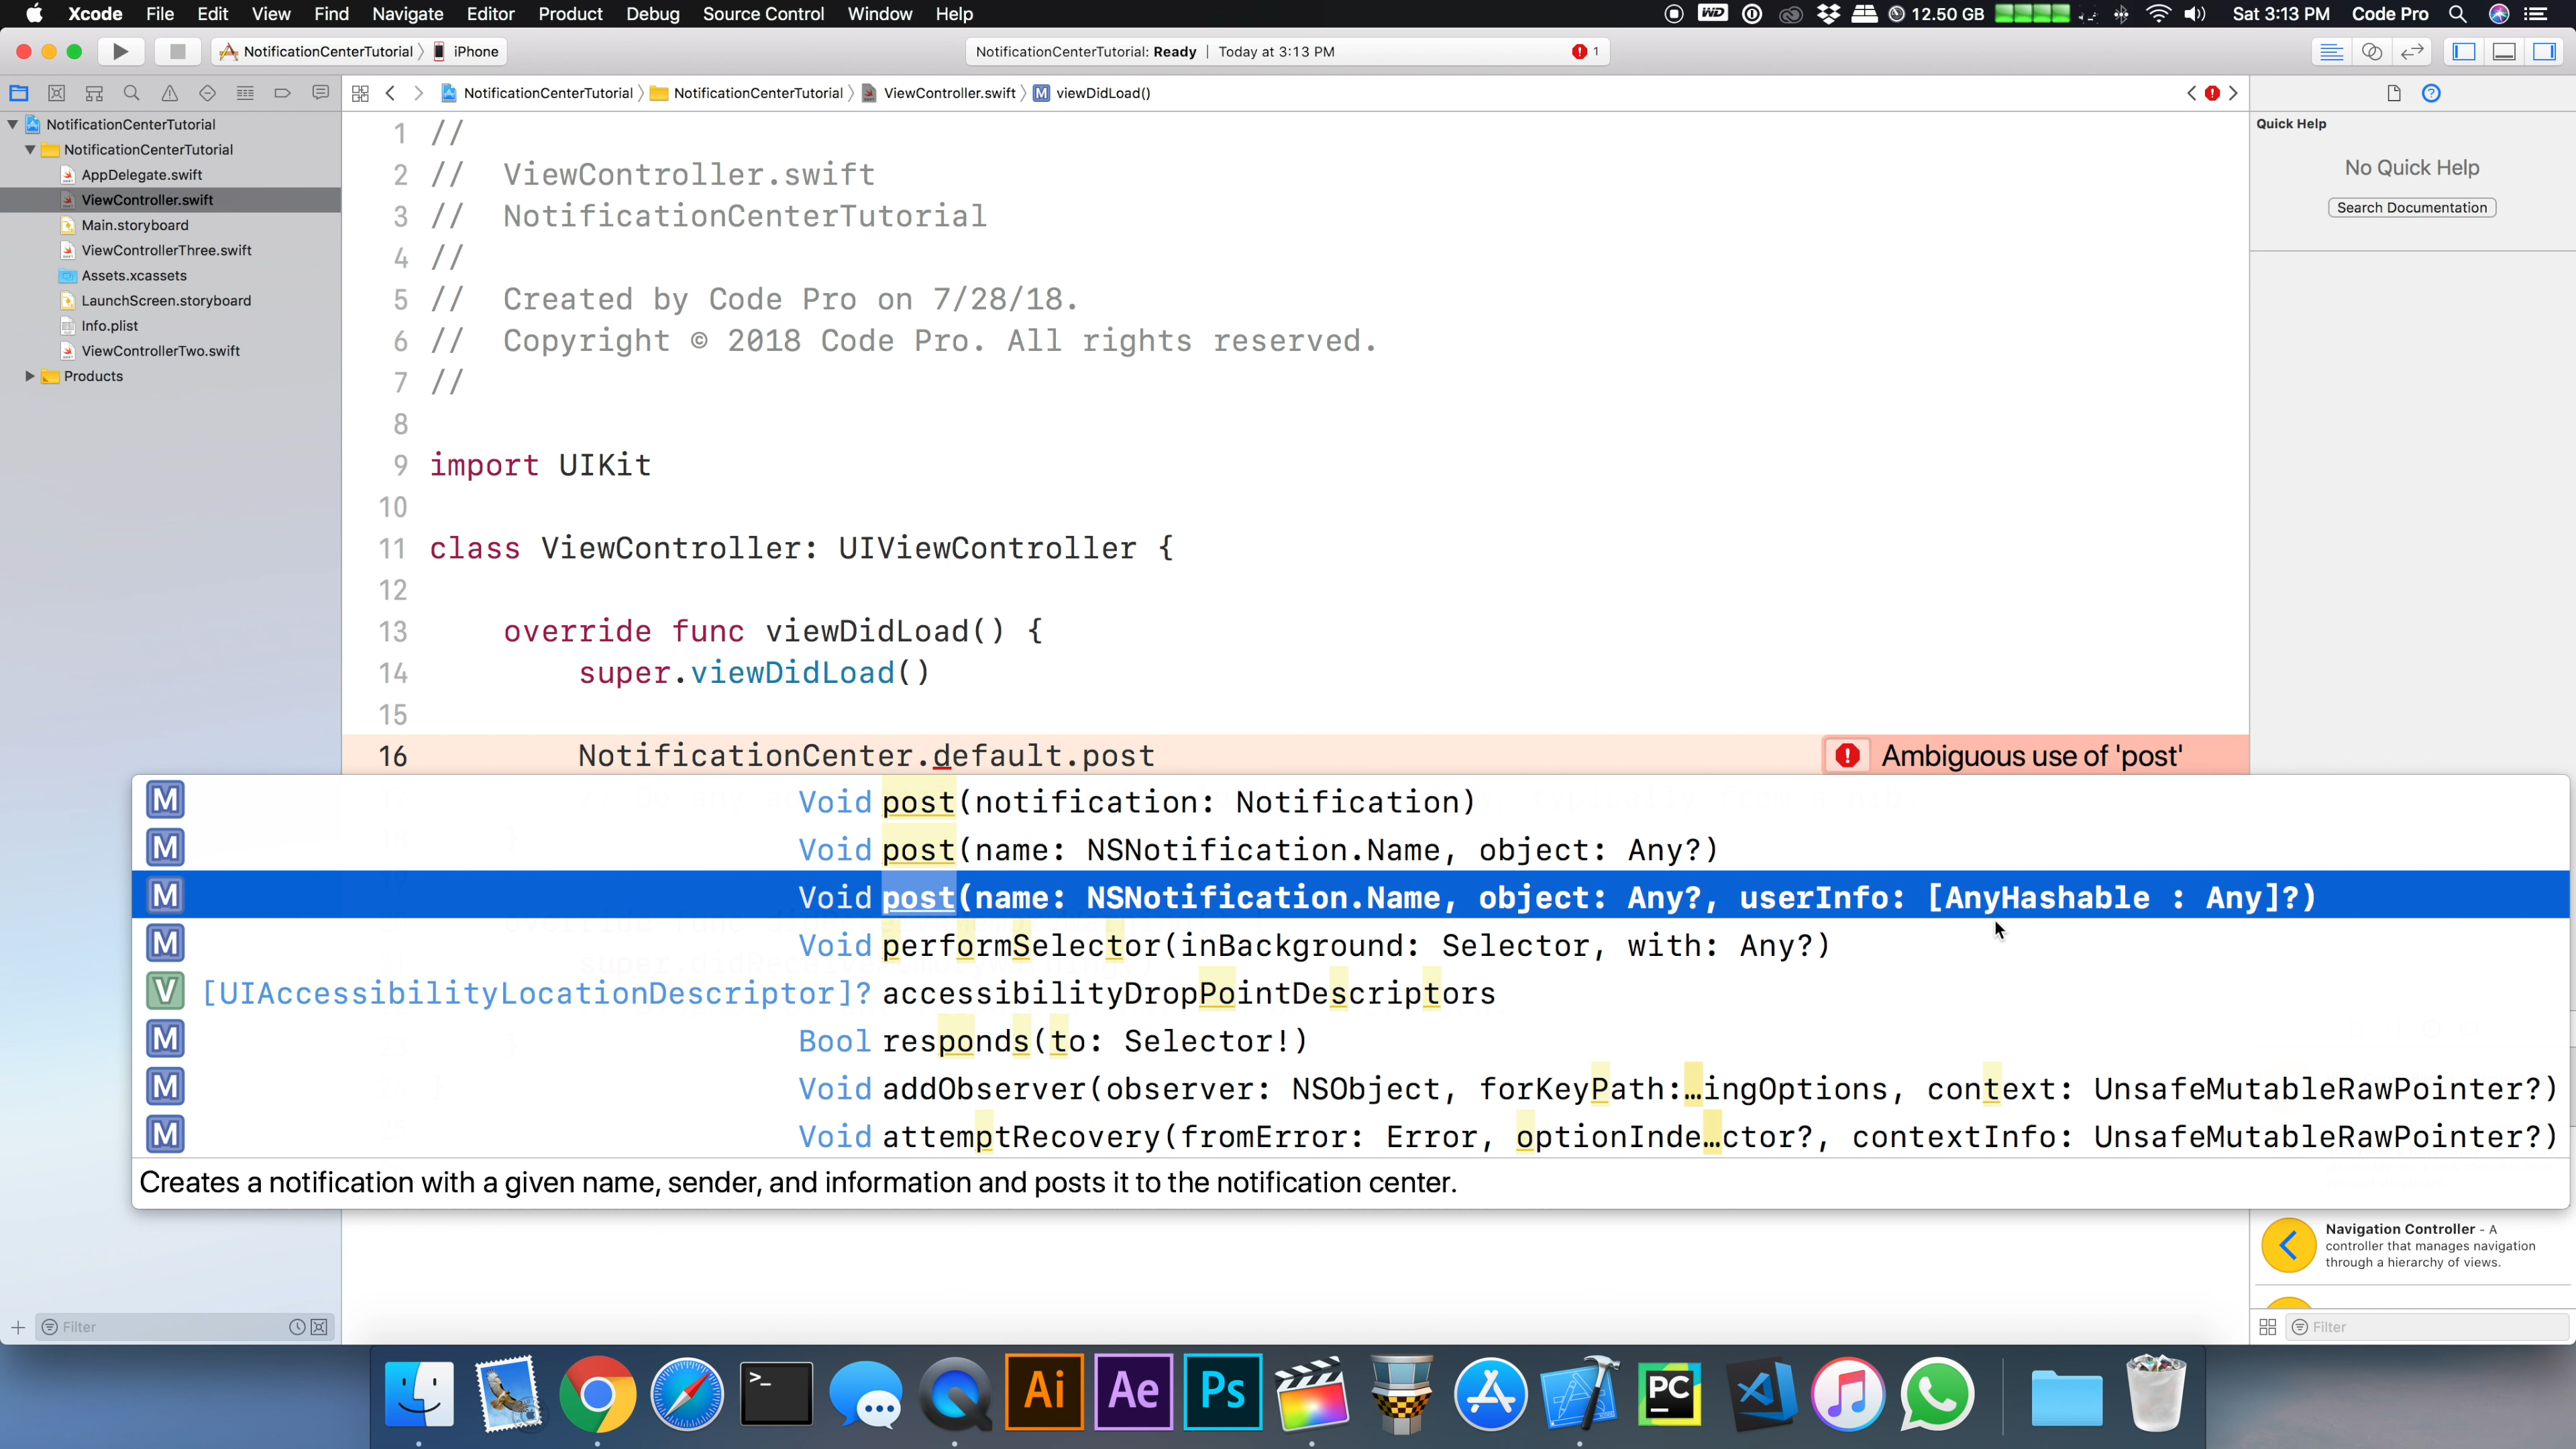 Xcode File Edit View Find Navigate Editor Product Debug Source Control Window Help WD 12.50 GB Sat 3:13 PM Code Pro
NotificationCenterTutorial iPhone NotificationCenterTutorial: Ready Today at 3:13 PM 1
NotificationCenterTutorial NotificationCenterTutorial ViewController.swift M viewDidLoad()
NotificationCenterTutorial
NotificationCenterTutorial
AppDelegate.swift
ViewController.swift
Main.storyboard
ViewControllerThree.swift
Assets.xcassets
LaunchScreen.storyboard
Info.plist
ViewControllerTwo.swift
Products
Filter
1 //
2 // ViewController.swift
3 // NotificationCenterTutorial
4 //
5 // Created by Code Pro on 7/28/18.
6 // Copyright © 2018 Code Pro. All rights reserved.
7 //
8
9 import UIKit
10
11 class ViewController: UIViewController {
12
13 override func viewDidLoad() {
14 super.viewDidLoad()
15
16 NotificationCenter.default.post Ambiguous use of 'post'
M Void post(notification: Notification)
M Void post(name: NSNotification.Name, object: Any?)
M Void post(name: NSNotification.Name, object: Any?, userInfo: [AnyHashable : Any]?)
M Void performSelector(inBackground: Selector, with: Any?)
V [UIAccessibilityLocationDescriptor]? accessibilityDropPointDescriptors
M Bool responds(to: Selector!)
M Void addObserver(observer: NSObject, forKeyPath:…ingOptions, context: UnsafeMutableRawPointer?)
M Void attemptRecovery(fromError: Error, optionInde…ctor?, contextInfo: UnsafeMutableRawPointer?)
Creates a notification with a given name, sender, and information and posts it to the notification center.
Quick Help
No Quick Help
Search Documentation
Navigation Controller - A
controller that manages navigation
through a hierarchy of views.
Filter
>_ Ai Ae Ps PC